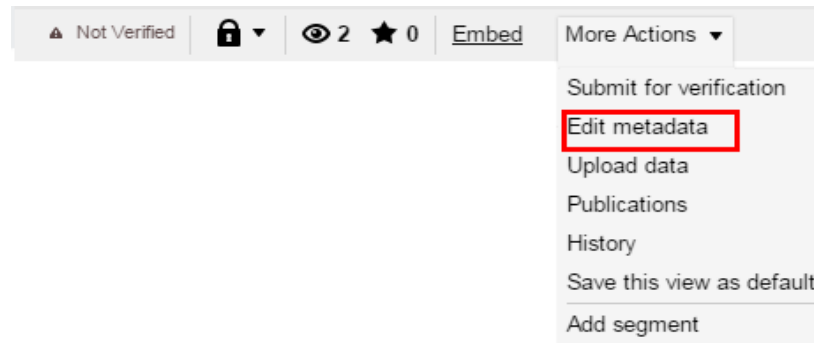 Not Verified 2 0 Embed More Actions
Submit for verification
Edit metadata
Upload data
Publications
History
Save this view as default
Add segment